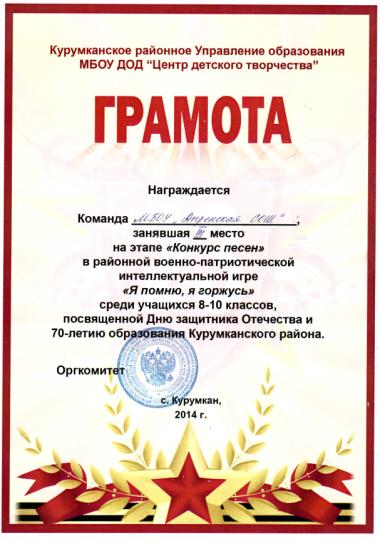 Курумканское районное Управление образования
МБОУ ДОД “Центр детского творчества”
ГРАМОТА
Награждается
Команда МБОУ „Дыренская СОШ“,
занявшая III место
на этапе «Конкурс песен»
в районной военно-патриотической
интеллектуальной игре
«Я помню, я горжусь»
среди учащихся 8-10 классов,
посвященной Дню защитника Отечества и
70-летию образования Курумканского района.
Оргкомитет
с. Курумкан,
2014 г.